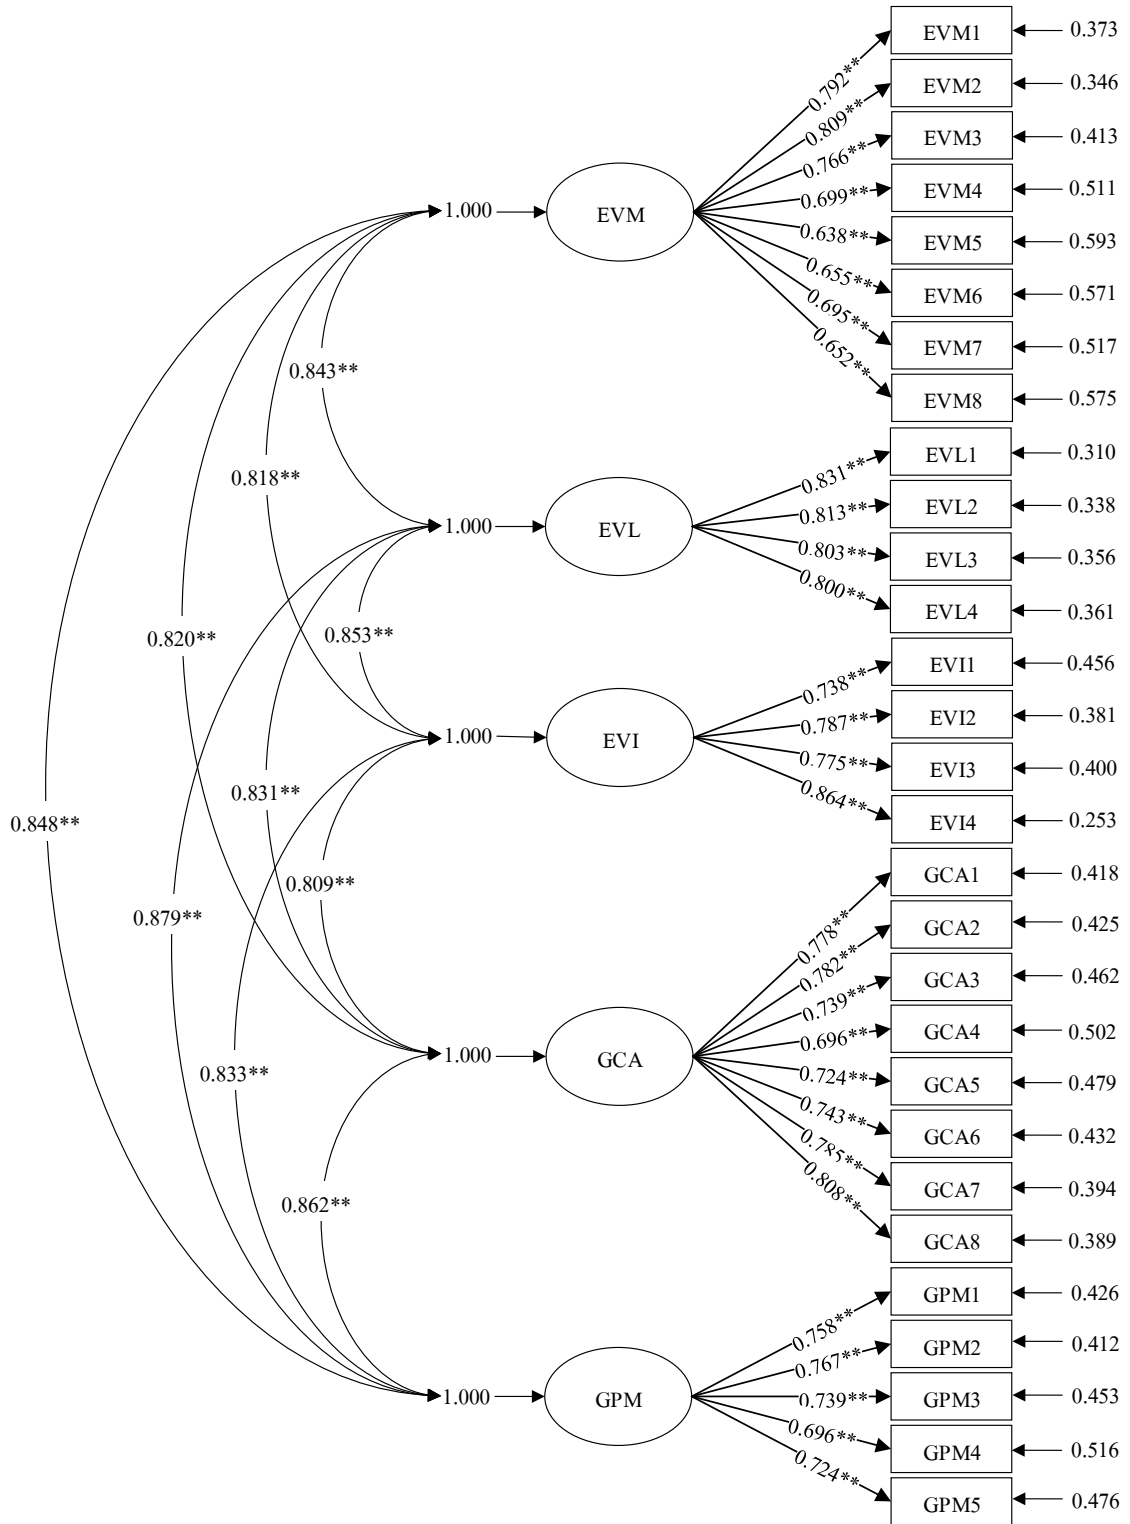 EVM1 0.373
0.792**
EVM2 0.346
0.809**
EVM3 0.413
0.766**
EVM4 0.511
0.699**
1.000 EVM
0.638** EVM5 0.593
0.655** EVM6 0.571
0.695** EVM7 0.517
0.652**
0.843**
EVM8 0.575
EVL1 0.310
0.831**
0.818**
EVL2 0.338
0.813**
1.000 EVL
0.803** EVL3 0.356
0.800**
EVL4 0.361
0.820** 0.853**
EVI1 0.456
0.738**
EVI2 0.381
0.787**
1.000 EVI
0.775** EVI3 0.400
0.831** 0.864**
EVI4 0.253
0.848**
GCA1 0.418
0.809**
0.879**
0.778**
GCA2 0.425
0.782**
GCA3 0.462
0.739**
GCA4 0.502
0.696**
1.000 GCA
0.833** 0.724** GCA5 0.479
0.743** GCA6 0.432
0.785** GCA7 0.394
0.808**
0.862**
GCA8 0.389
GPM1 0.426
0.758**
GPM2 0.412
0.767**
1.000 GPM 0.739** GPM3 0.453
0.696** GPM4 0.516
0.724**
GPM5 0.476